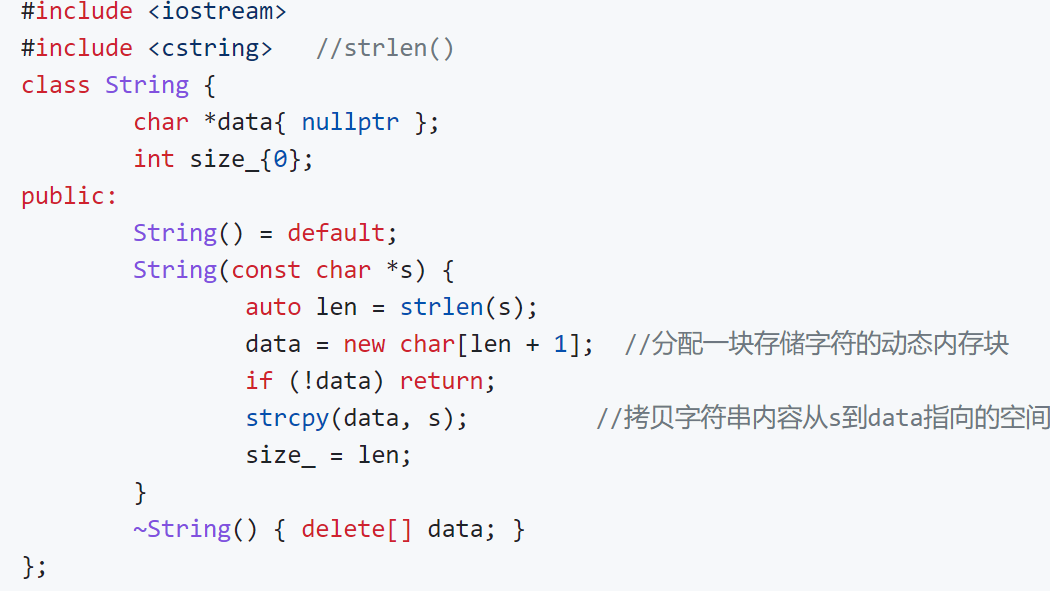 #include <iostream>
#include <cstring>   //strlen()
class String {
        char *data{ nullptr };
        int size_{0};
public:
        String() = default;
        String(const char *s) {
                auto len = strlen(s);
                data = new char[len + 1];  //分配一块存储字符的动态内存块
                if (!data) return;
                strcpy(data, s);         //拷贝字符串内容从s到data指向的空间
                size_ = len;
        }
        ~String() { delete[] data; }
};